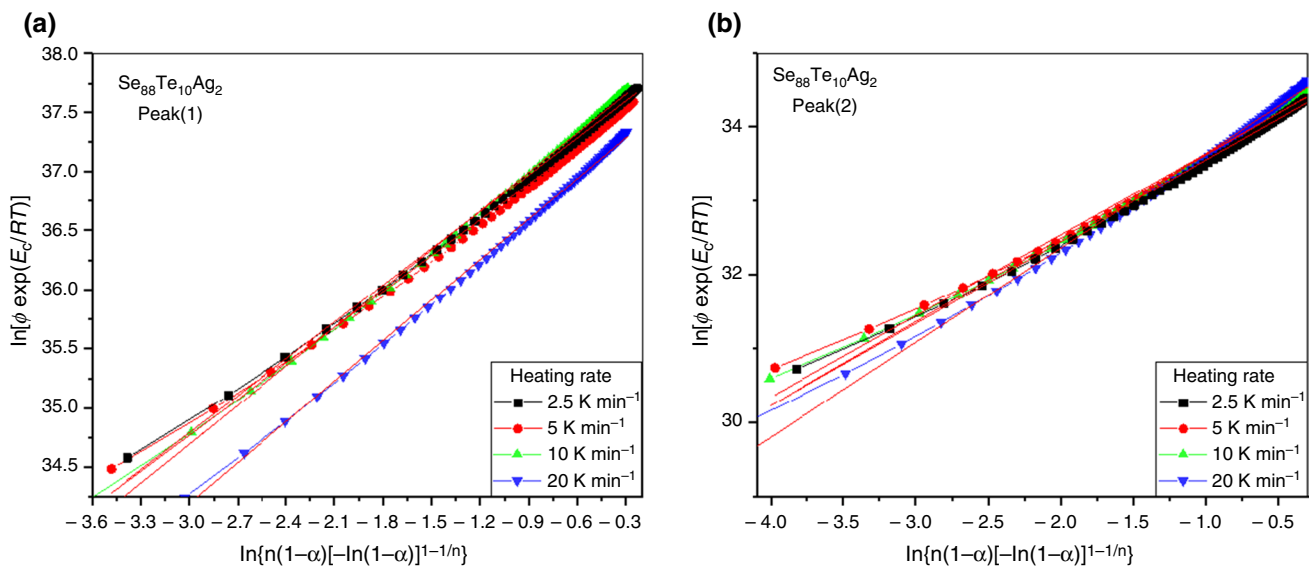 (a)
38.0
37.5
37.0
36.5
36.0
35.5
35.0
34.5
ln[ϕ exp(E_c/RT)]
Se₈₈Te₁₀Ag₂
Peak(1)
Heating rate
2.5 K min⁻¹
5 K min⁻¹
10 K min⁻¹
20 K min⁻¹
−3.6 −3.3 −3.0 −2.7 −2.4 −2.1 −1.8 −1.5 −1.2 −0.9 −0.6 −0.3
ln{n(1−α)[−ln(1−α)]¹⁻¹/ⁿ}
(b)
34
32
30
ln[ϕ exp(E_c/RT)]
Se₈₈Te₁₀Ag₂
Peak(2)
Heating rate
2.5 K min⁻¹
5 K min⁻¹
10 K min⁻¹
20 K min⁻¹
−4.0 −3.5 −3.0 −2.5 −2.0 −1.5 −1.0 −0.5
ln{n(1−α)[−ln(1−α)]¹⁻¹/ⁿ}